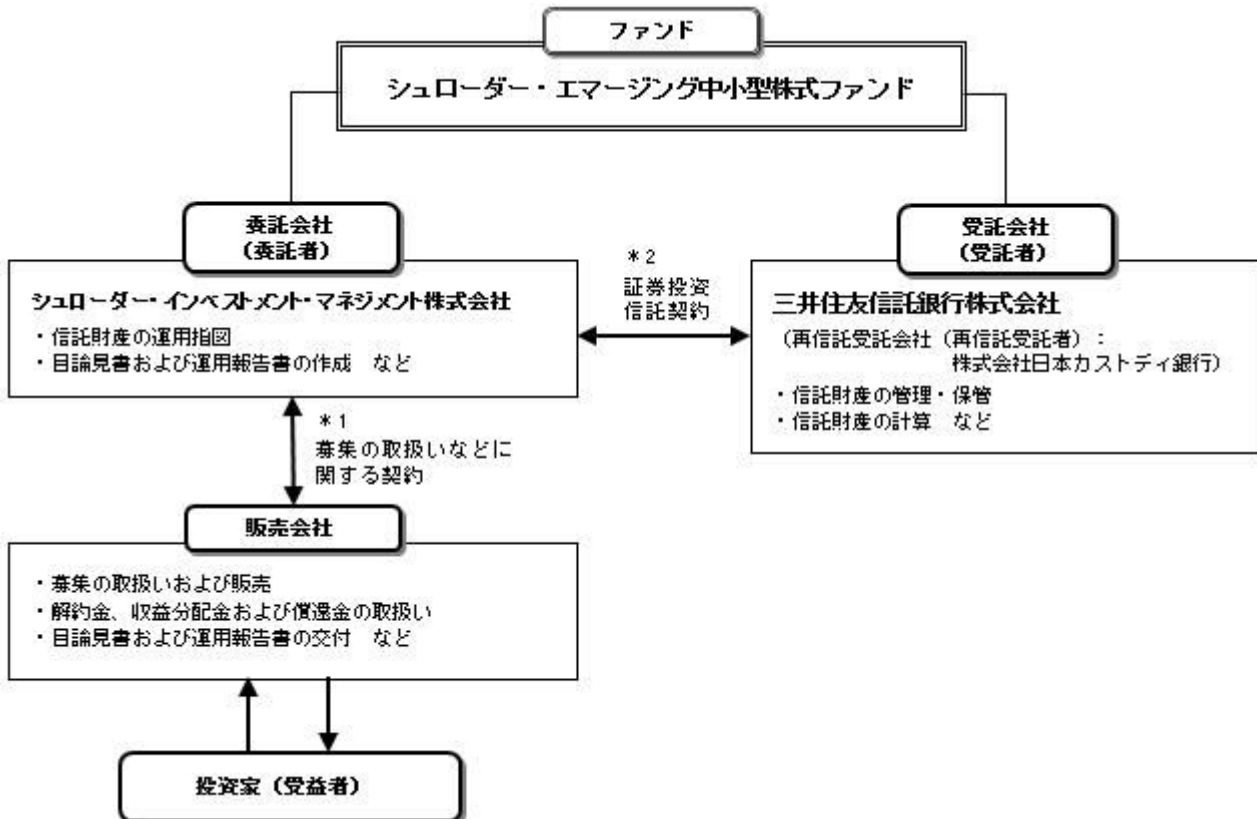 ファンド
シュローダー・エマージング中小型株式ファンド
委託会社
(委託者)
シュローダー・インベストメント・マネジメント株式会社
・信託財産の運用指図
・目論見書および運用報告書の作成　など
*2
証券投資
信託契約
受託会社
(受託者)
三井住友信託銀行株式会社
(再信託受託会社（再信託受託者）：
株式会社日本カストディ銀行)
・信託財産の管理・保管
・信託財産の計算　など
*1
募集の取扱いなどに
関する契約
販売会社
・募集の取扱いおよび販売
・解約金、収益分配金および償還金の取扱い
・目論見書および運用報告書の交付　など
投資家（受益者）